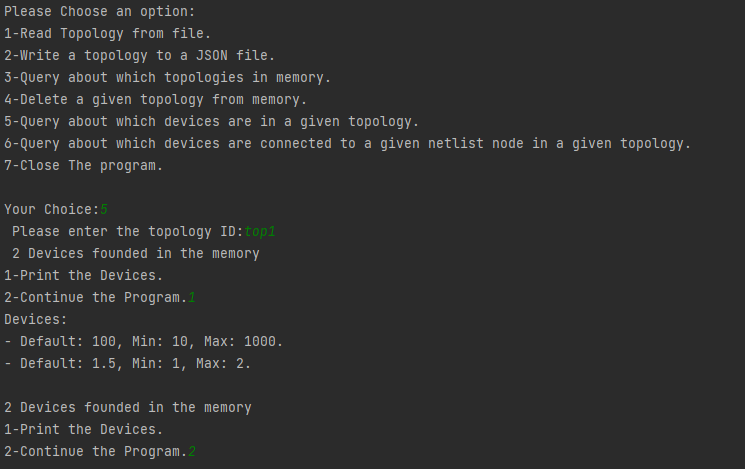 Please Choose an option:
1-Read Topology from file.
2-Write a topology to a JSON file.
3-Query about which topologies in memory.
4-Delete a given topology from memory.
5-Query about which devices are in a given topology.
6-Query about which devices are connected to a given netlist node in a given topology.
7-Close The program.
Your Choice:5
Please enter the topology ID:top1
2 Devices founded in the memory
1-Print the Devices.
2-Continue the Program.1
Devices:
- Default: 100, Min: 10, Max: 1000.
- Default: 1.5, Min: 1, Max: 2.
2 Devices founded in the memory
1-Print the Devices.
2-Continue the Program.2